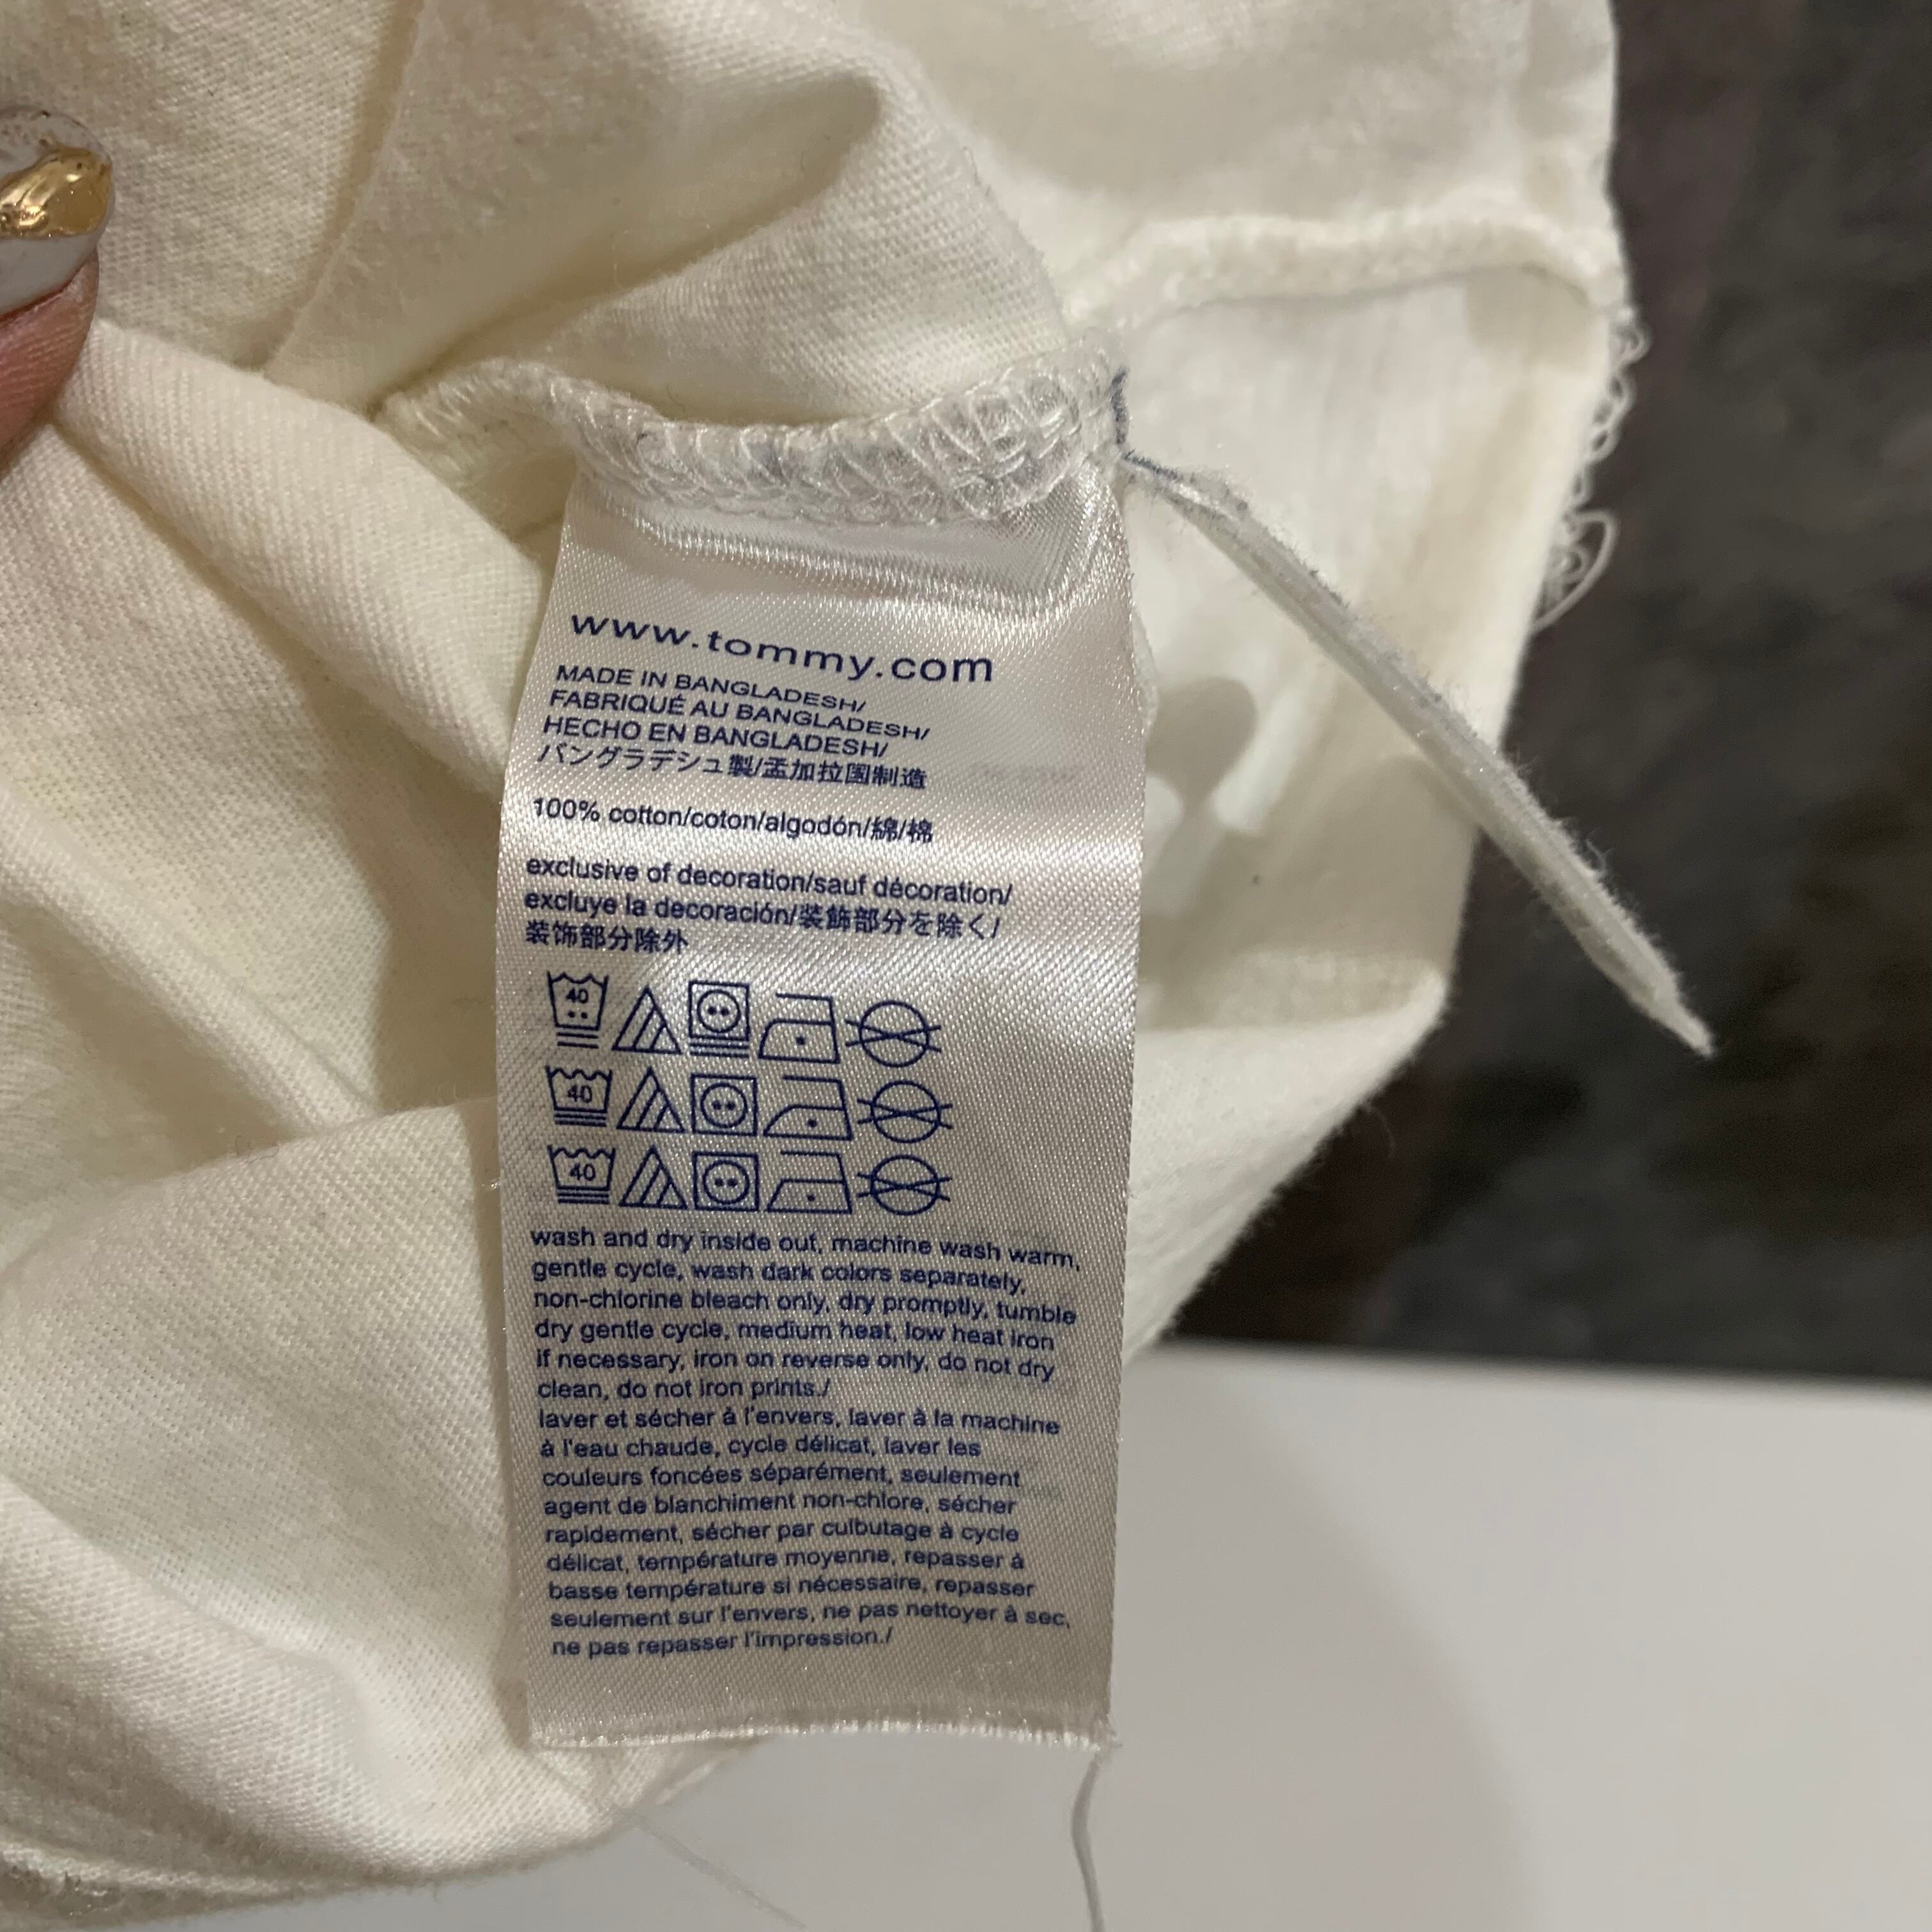 www.tommy.com
MADE IN BANGLADESH/
FABRIQUÉ AU BANGLADESH/
HECHO EN BANGLADESH/
バングラデシュ製/孟加拉国制造
100% cotton/coton/algodón/綿/棉
exclusive of decoration/sauf décoration/
excluye la decoración/装飾部分を除く/
装饰部分除外
40
40
40
wash and dry inside out, machine wash warm,
gentle cycle, wash dark colors separately,
non-chlorine bleach only, dry promptly, tumble
dry gentle cycle, medium heat, low heat iron
if necessary, iron on reverse only, do not dry
clean, do not iron prints./
laver et sécher à l'envers, laver à la machine
à l'eau chaude, cycle délicat, laver les
couleurs foncées séparément, seulement
agent de blanchiment non-chlore, sécher
rapidement, sécher par culbutage à cycle
délicat, température moyenne, repasser à
basse température si nécessaire, repasser
seulement sur l'envers, ne pas nettoyer à sec,
ne pas repasser l'impression./